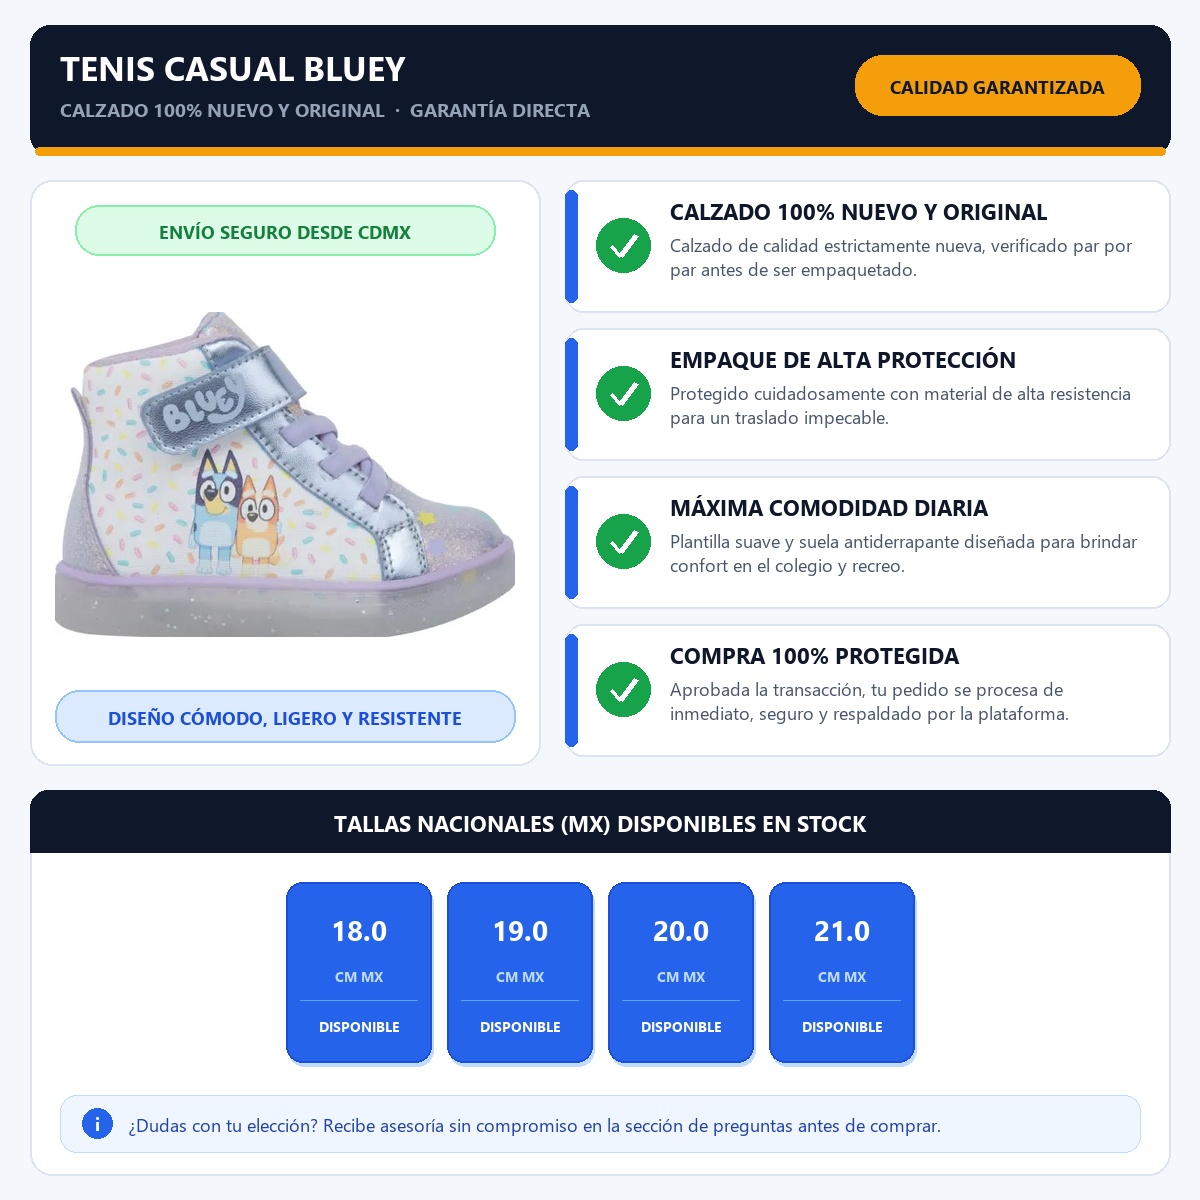 TENIS CASUAL BLUEY
CALZADO 100% NUEVO Y ORIGINAL · GARANTÍA DIRECTA
CALIDAD GARANTIZADA
ENVÍO SEGURO DESDE CDMX
BLUEY
DISEÑO CÓMODO, LIGERO Y RESISTENTE
CALZADO 100% NUEVO Y ORIGINAL
Calzado de calidad estrictamente nueva, verificado par por
par antes de ser empaquetado.
EMPAQUE DE ALTA PROTECCIÓN
Protegido cuidadosamente con material de alta resistencia
para un traslado impecable.
MÁXIMA COMODIDAD DIARIA
Plantilla suave y suela antiderrapante diseñada para brindar
confort en el colegio y recreo.
COMPRA 100% PROTEGIDA
Aprobada la transacción, tu pedido se procesa de
inmediato, seguro y respaldado por la plataforma.
TALLAS NACIONALES (MX) DISPONIBLES EN STOCK
18.0
CM MX
DISPONIBLE
19.0
CM MX
DISPONIBLE
20.0
CM MX
DISPONIBLE
21.0
CM MX
DISPONIBLE
¿Dudas con tu elección? Recibe asesoría sin compromiso en la sección de preguntas antes de comprar.